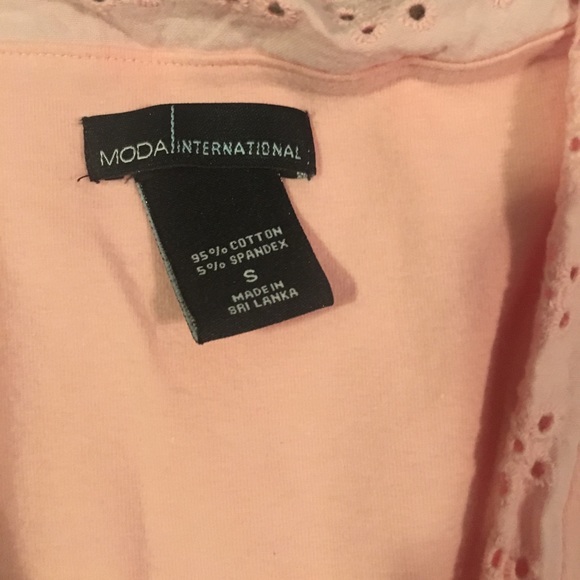 MODA INTERNATIONAL
95% COTTON
5% SPANDEX
S
MADE IN
SRI LANKA